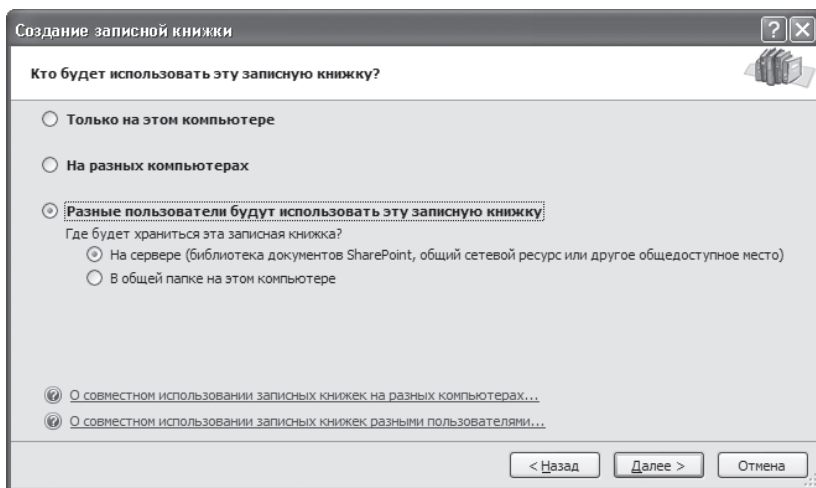 Создание записной книжки
Кто будет использовать эту записную книжку?
Только на этом компьютере
На разных компьютерах
Разные пользователи будут использовать эту записную книжку
Где будет храниться эта записная книжка?
На сервере (библиотека документов SharePoint, общий сетевой ресурс или другое общедоступное место)
В общей папке на этом компьютере
О совместном использовании записных книжек на разных компьютерах...
О совместном использовании записных книжек разными пользователями...
< Назад Далее > Отмена